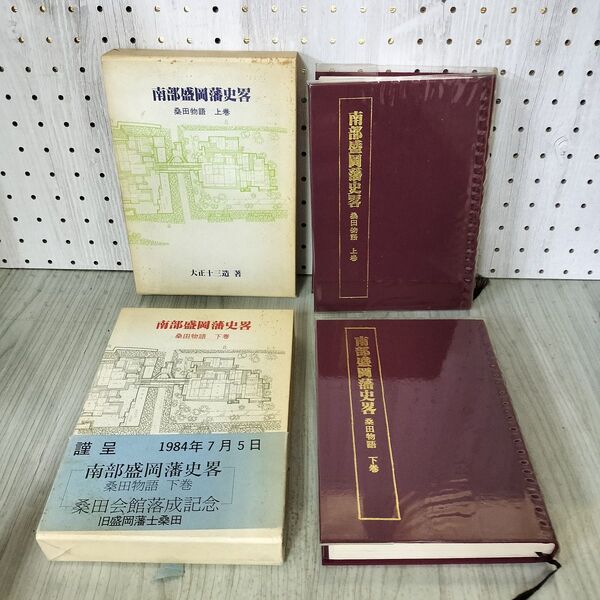 南部盛岡藩史畧
桑田物語 上巻
大正十三造 著
南部盛岡藩史畧 桑田物語 上巻
南部盛岡藩史畧
桑田物語 下巻
謹呈 1984年7月5日
南部盛岡藩史畧
桑田物語 下巻
桑田会館落成記念
旧盛岡藩士桑田
南部盛岡藩史畧 桑田物語 下巻